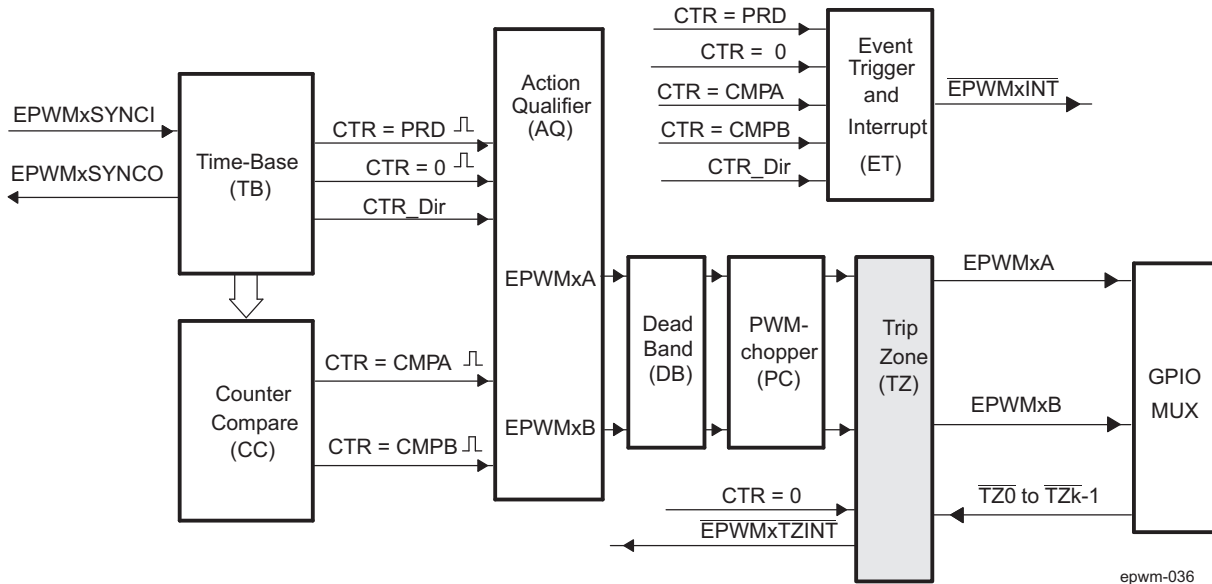 EPWMxSYNCI
EPWMxSYNCO
Time-Base
(TB)
CTR = PRD
CTR = 0
CTR_Dir
Counter
Compare
(CC)
CTR = CMPA
CTR = CMPB
Action
Qualifier
(AQ)
EPWMxA
EPWMxB
CTR = PRD
CTR = 0
CTR = CMPA
CTR = CMPB
CTR_Dir
Event
Trigger
and
Interrupt
(ET)
EPWMxINT
Dead
Band
(DB)
PWM-
chopper
(PC)
Trip
Zone
(TZ)
CTR = 0
EPWMxTZINT
EPWMxA
EPWMxB
TZ0 to TZk-1
GPIO
MUX
epwm-036